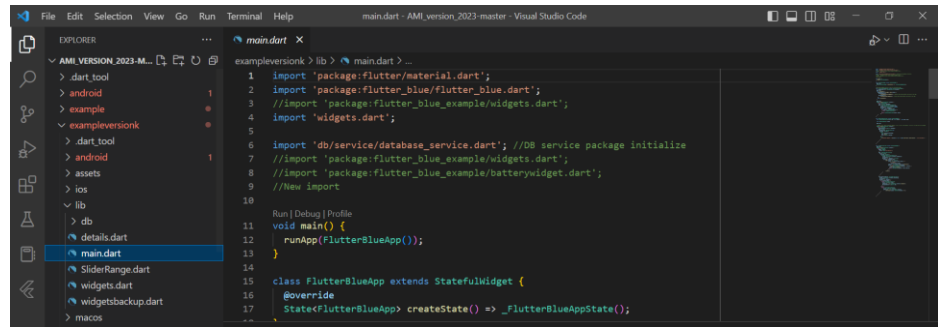 File Edit Selection View Go Run Terminal Help main.dart - AMI_version_2023-master - Visual Studio Code
EXPLORER
main.dart
AMI_VERSION_2023-M...
.dart_tool
android 1
example
exampleversionk
.dart_tool
android 1
assets
ios
lib
db
details.dart
main.dart
SliderRange.dart
widgets.dart
widgetsbackup.dart
macos
exampleversionk > lib > main.dart > ...
1 import 'package:flutter/material.dart';
2 import 'package:flutter_blue/flutter_blue.dart';
3 //import 'package:flutter_blue_example/widgets.dart';
4 import 'widgets.dart';
5
6 import 'db/service/database_service.dart'; //DB service package initialize
7 //import 'package:flutter_blue_example/widgets.dart';
8 //import 'package:flutter_blue_example/batterywidget.dart';
9 //New import
10
Run | Debug | Profile
11 void main() {
12 runApp(FlutterBlueApp());
13 }
14
15 class FlutterBlueApp extends StatefulWidget {
16 @override
17 State<FlutterBlueApp> createState() => _FlutterBlueAppState();